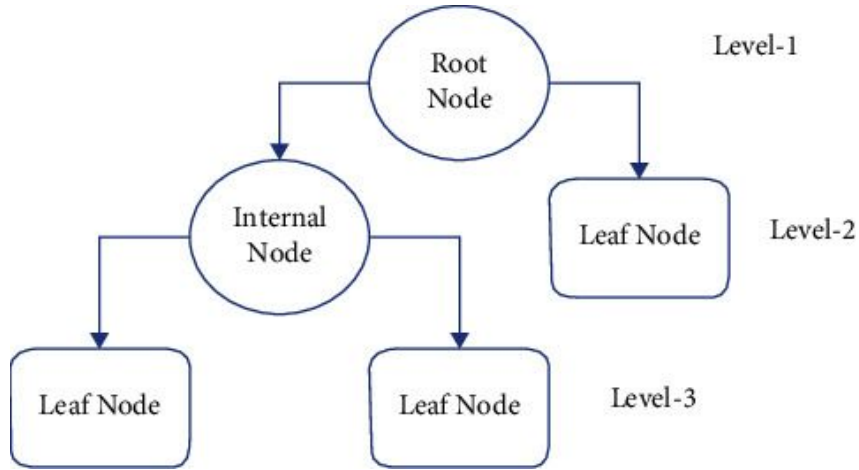 Root
Node
Level-1
Internal
Node
Leaf Node
Level-2
Leaf Node
Leaf Node
Level-3